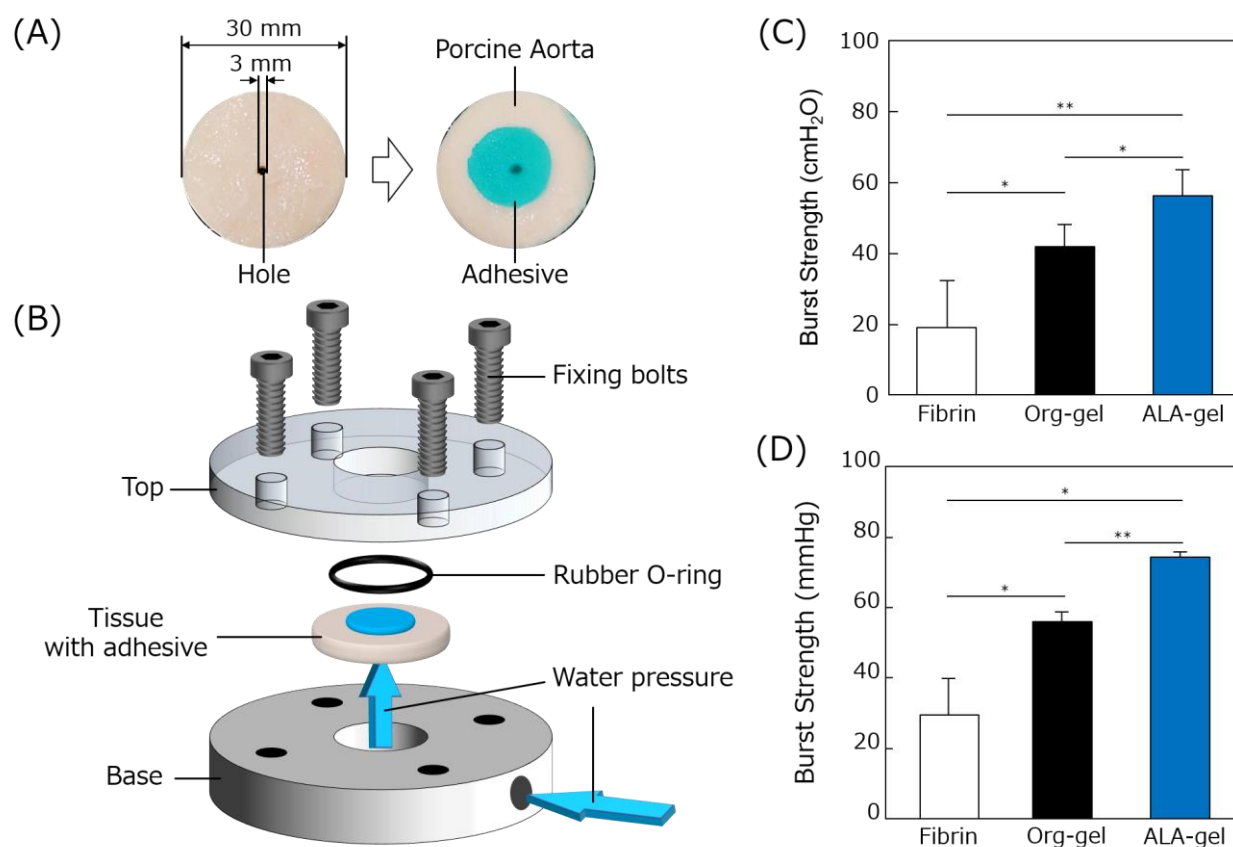 (A)
30 mm
3 mm
Porcine Aorta
Hole
Adhesive
(B)
Fixing bolts
Top
Rubber O-ring
Tissue
with adhesive
Water pressure
Base
(C)
Burst Strength (cmH₂O)
100
80
60
40
20
0
**
*
*
Fibrin
Org-gel
ALA-gel
(D)
Burst Strength (mmHg)
100
80
60
40
20
0
*
**
*
Fibrin
Org-gel
ALA-gel